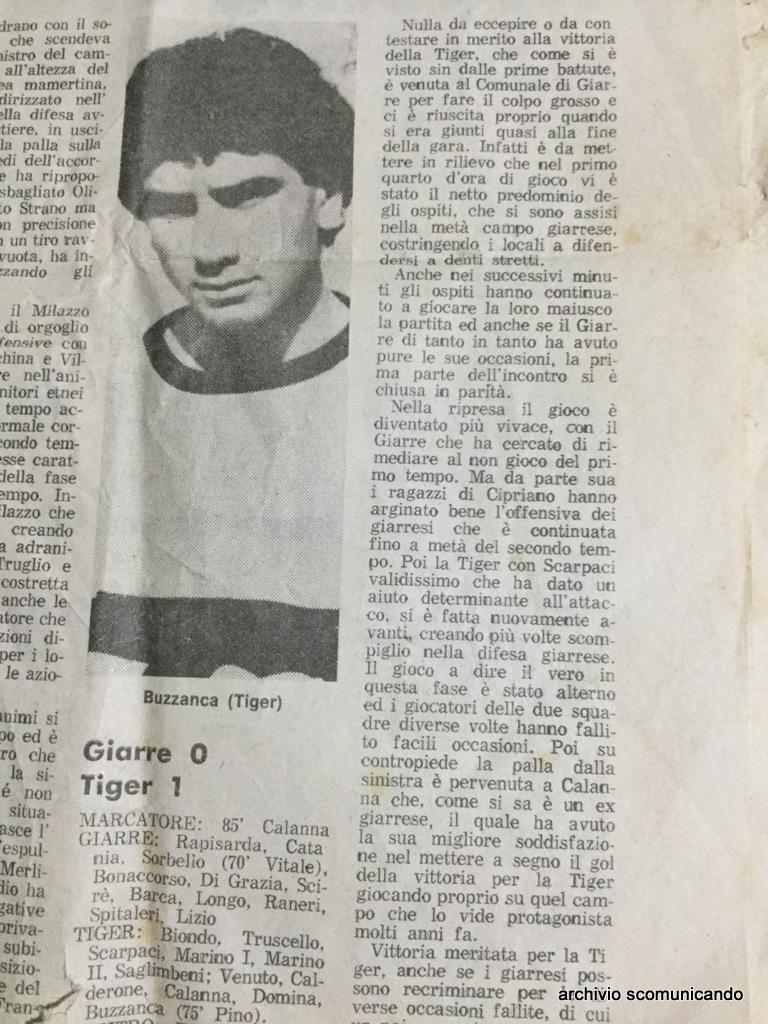 drano con il so-
che scendeva
nistro del cam-
all'altezza del
ea mamertina,
dirizzato nell'
ella difesa av-
tiere, in usci-
la palla sulla
edi dell'accor-
e ha ripropo-
sbagliato Oli-
to Strano ma
on precisione
un tiro rav-
vuota, ha in-
zzando gli
il Milazzo
di orgoglio
fensive con
china e Vil-
re nell'ani-
nitori etnei
tempo ac-
rmale cor-
condo tem-
esse carat-
della fase
empo. In-
ilazzo che
creando
a adrani-
Truglio e
costretta
anche le
atore che
zioni di-
per i lo-
le azio-
animi si
po ed è
ro che
la si-
é non
situa-
asce l'
'espul-
Merli-
dio ha
gative
priva-
subi-
sizio-
e del
Fran-
Buzzanca (Tiger)
Giarre 0
Tiger 1
MARCATORE: 85' Calanna
GIARRE: Rapisarda, Cata
nia, Sorbello (70' Vitale),
Bonaccorso, Di Grazia, Sci-
rè, Barca, Longo, Raneri,
Spitaleri, Lizio
TIGER: Biondo, Truscello,
Scarpaci, Marino I, Marino
II, Saglimbeni; Venuto, Cal-
derone, Calanna, Domina,
Buzzanca (75' Pino).
Nulla da eccepire o da con
testare in merito alla vittoria
della Tiger, che come si è
visto sin dalle prime battute,
è venuta al Comunale di Giar-
re per fare il colpo grosso e
ci è riuscita proprio quando
si era giunti quasi alla fine
della gara. Infatti è da met-
tere in rilievo che nel primo
quarto d'ora di gioco vi è
stato il netto predominio de-
gli ospiti, che si sono assisi
nella metà campo giarrese,
costringendo i locali a difen-
dersi a denti stretti.
Anche nei successivi minu-
ti gli ospiti hanno continua-
to a giocare la loro maiusco
la partita ed anche se il Giar-
re di tanto in tanto ha avuto
pure le sue occasioni, la pri-
ma parte dell'incontro si è
chiusa in parità.
Nella ripresa il gioco è
diventato più vivace, con il
Giarre che ha cercato di ri-
mediare al non gioco del pri-
mo tempo. Ma da parte sua
i ragazzi di Cipriano hanno
arginato bene l'offensiva dei
giarresi che è continuata
fino a metà del secondo tem-
po. Poi la Tiger con Scarpaci
validissimo che ha dato un
aiuto determinante all'attac-
co, si è fatta nuovamente a-
vanti, creando più volte scom-
piglio nella difesa giarrese.
Il gioco a dire il vero in
questa fase è stato alterno
ed i giocatori delle due squa-
dre diverse volte hanno falli-
to facili occasioni. Poi su
contropiede la palla dalla
sinistra è pervenuta a Calan-
na che, come si sa è un ex
giarrese, il quale ha avuto
la sua migliore soddisfazio-
ne nel mettere a segno il gol
della vittoria per la Tiger
giocando proprio su quel cam-
po che lo vide protagonista
molti anni fa.
Vittoria meritata per la Ti
ger, anche se i giarresi pos-
sono recriminare per le di-
verse occasioni fallite, di cui
archivio scomunicando